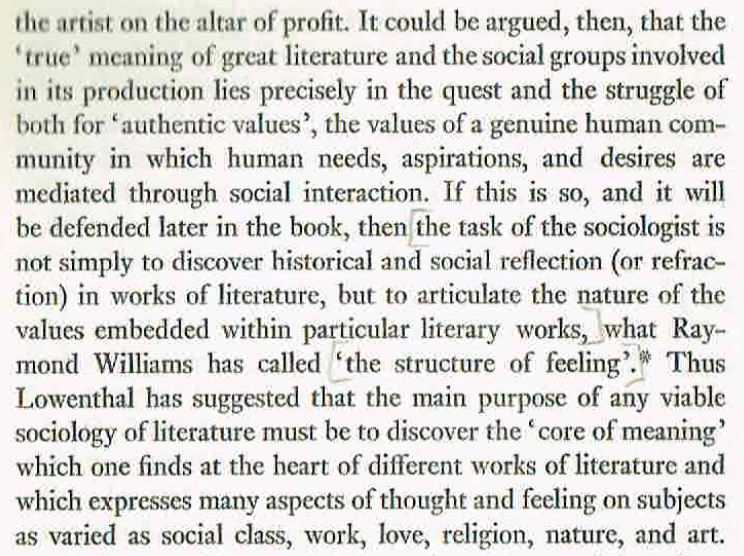 the artist on the altar of profit. It could be argued, then, that the
‘true’ meaning of great literature and the social groups involved
in its production lies precisely in the quest and the struggle of
both for ‘authentic values’, the values of a genuine human com-
munity in which human needs, aspirations, and desires are
mediated through social interaction. If this is so, and it will
be defended later in the book, then [the task of the sociologist is
not simply to discover historical and social reflection (or refrac-
tion) in works of literature, but to articulate the nature of the
values embedded within particular literary works,] what Ray-
mond Williams has called [‘the structure of feeling’.]* Thus
Lowenthal has suggested that the main purpose of any viable
sociology of literature must be to discover the ‘core of meaning’
which one finds at the heart of different works of literature and
which expresses many aspects of thought and feeling on subjects
as varied as social class, work, love, religion, nature, and art.